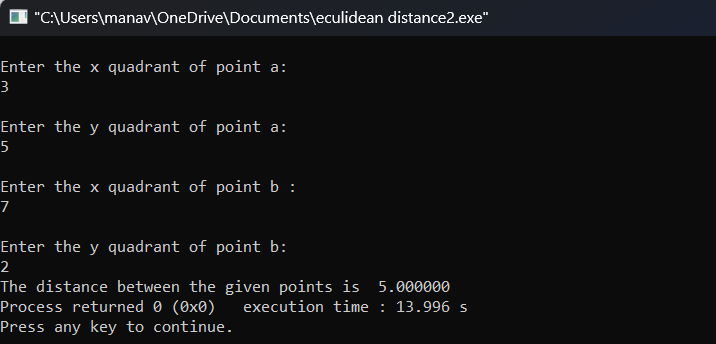 "C:\Users\manav\OneDrive\Documents\eculidean distance2.exe"
Enter the x quadrant of point a:
3
Enter the y quadrant of point a:
5
Enter the x quadrant of point b :
7
Enter the y quadrant of point b:
2
The distance between the given points is  5.000000
Process returned 0 (0x0)   execution time : 13.996 s
Press any key to continue.